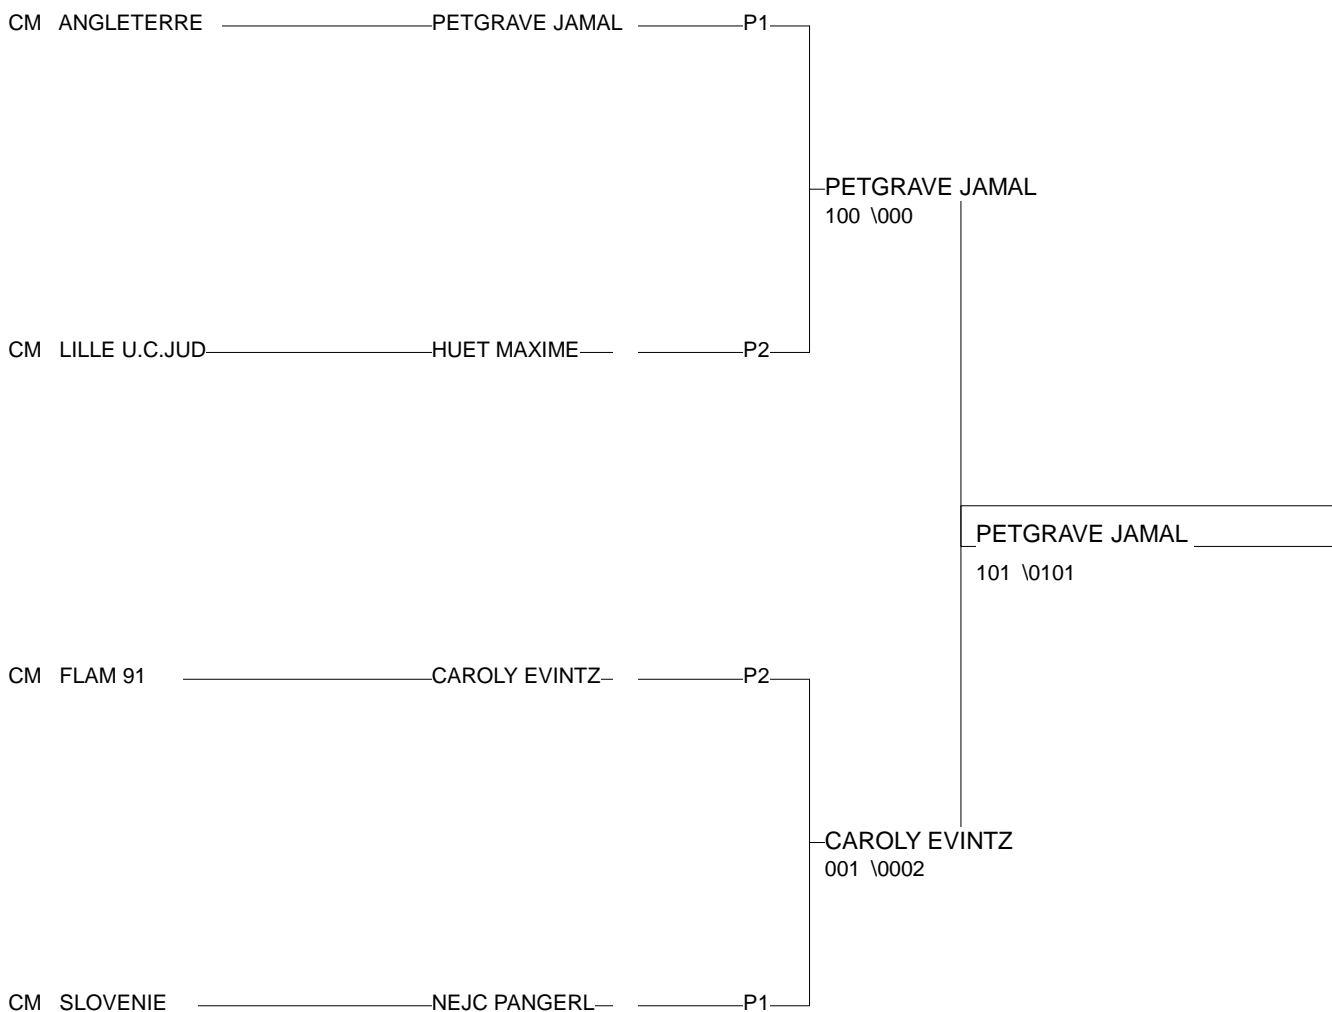 CM ANGLETERRE PETGRAVE JAMAL P1
PETGRAVE JAMAL
100 \000
CM LILLE U.C.JUD HUET MAXIME P2
PETGRAVE JAMAL
101 \0101
CM FLAM 91 CAROLY EVINTZ P2
CAROLY EVINTZ
001 \0002
CM SLOVENIE NEJC PANGERL P1